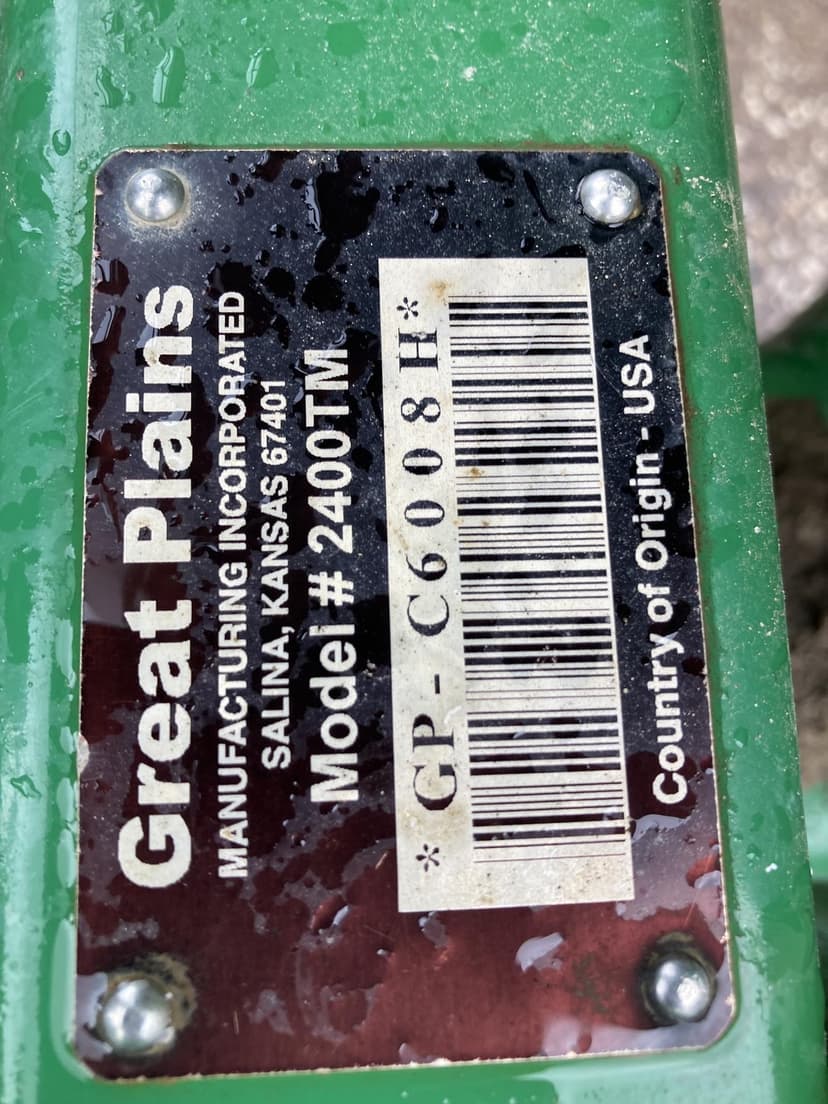 Great Plains
MANUFACTURING INCORPORATED
SALINA, KANSAS 67401
Model # 2400TM
* GP - C6008H*
Country of Origin - USA